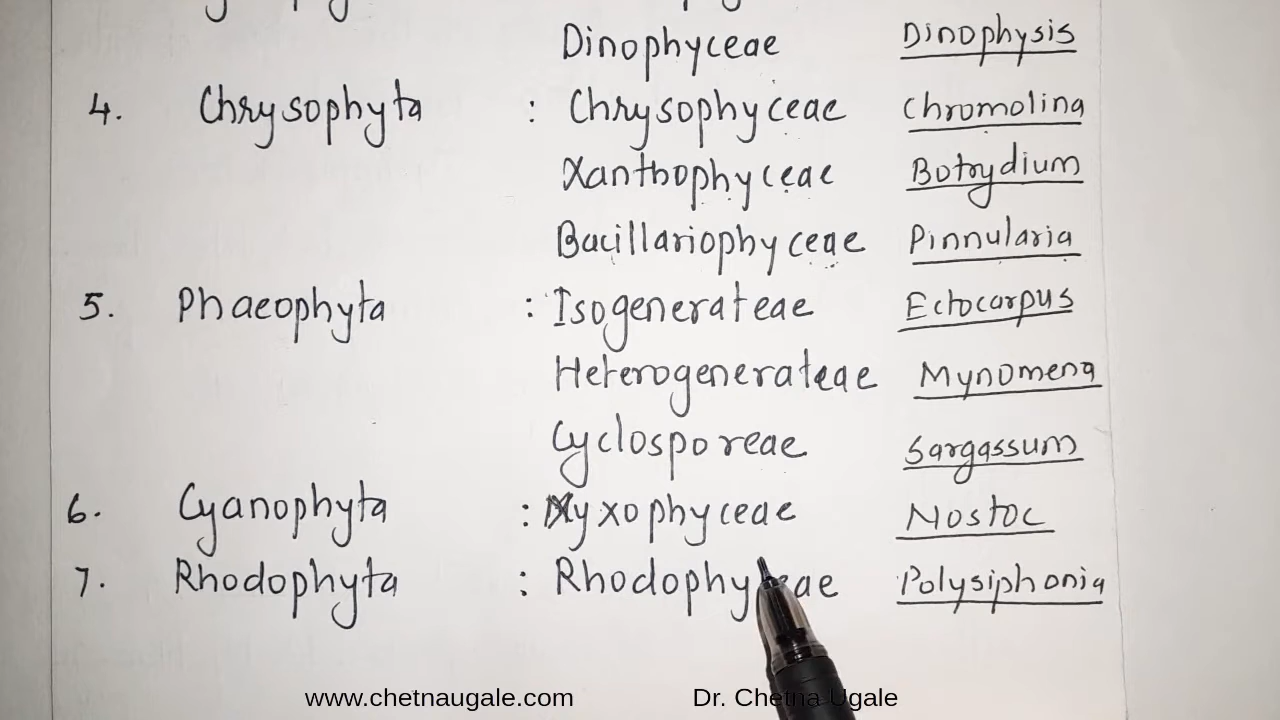 Dinophyceae Dinophysis
4. Chrysophyta : Chrysophyceae Chromolina
Xanthophyceae Botrydium
Bacillariophyceae Pinnularia
5. Phaeophyta : Isogenerateae Ectocarpus
Heterogenerateae Mynomena
Cyclosporeae Sargassum
6. Cyanophyta : Myxophyceae Nostoc
7. Rhodophyta : Rhodophyceae Polysiphonia
www.chetnaugale.com Dr. Chetna Ugale